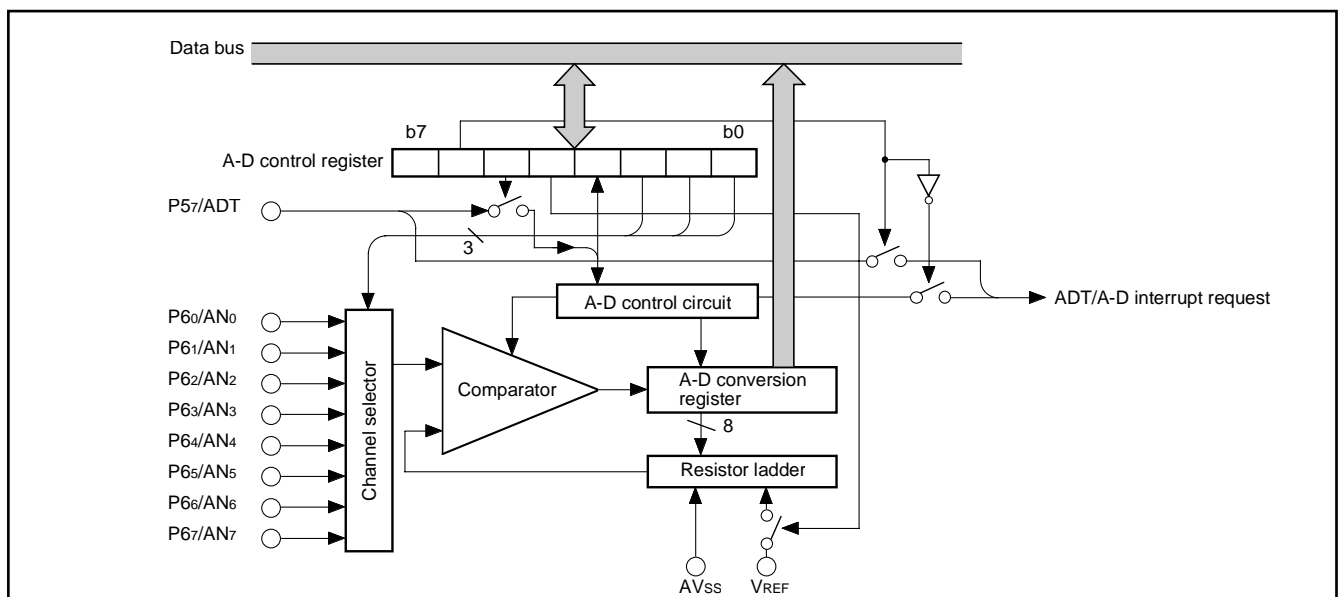 Data bus
b7
b0
A-D control register
P57/ADT
3
A-D control circuit
ADT/A-D interrupt request
P60/AN0
P61/AN1
P62/AN2
P63/AN3
P64/AN4
P65/AN5
P66/AN6
P67/AN7
Channel selector
Comparator
A-D conversion
register
8
Resistor ladder
AVSS
VREF